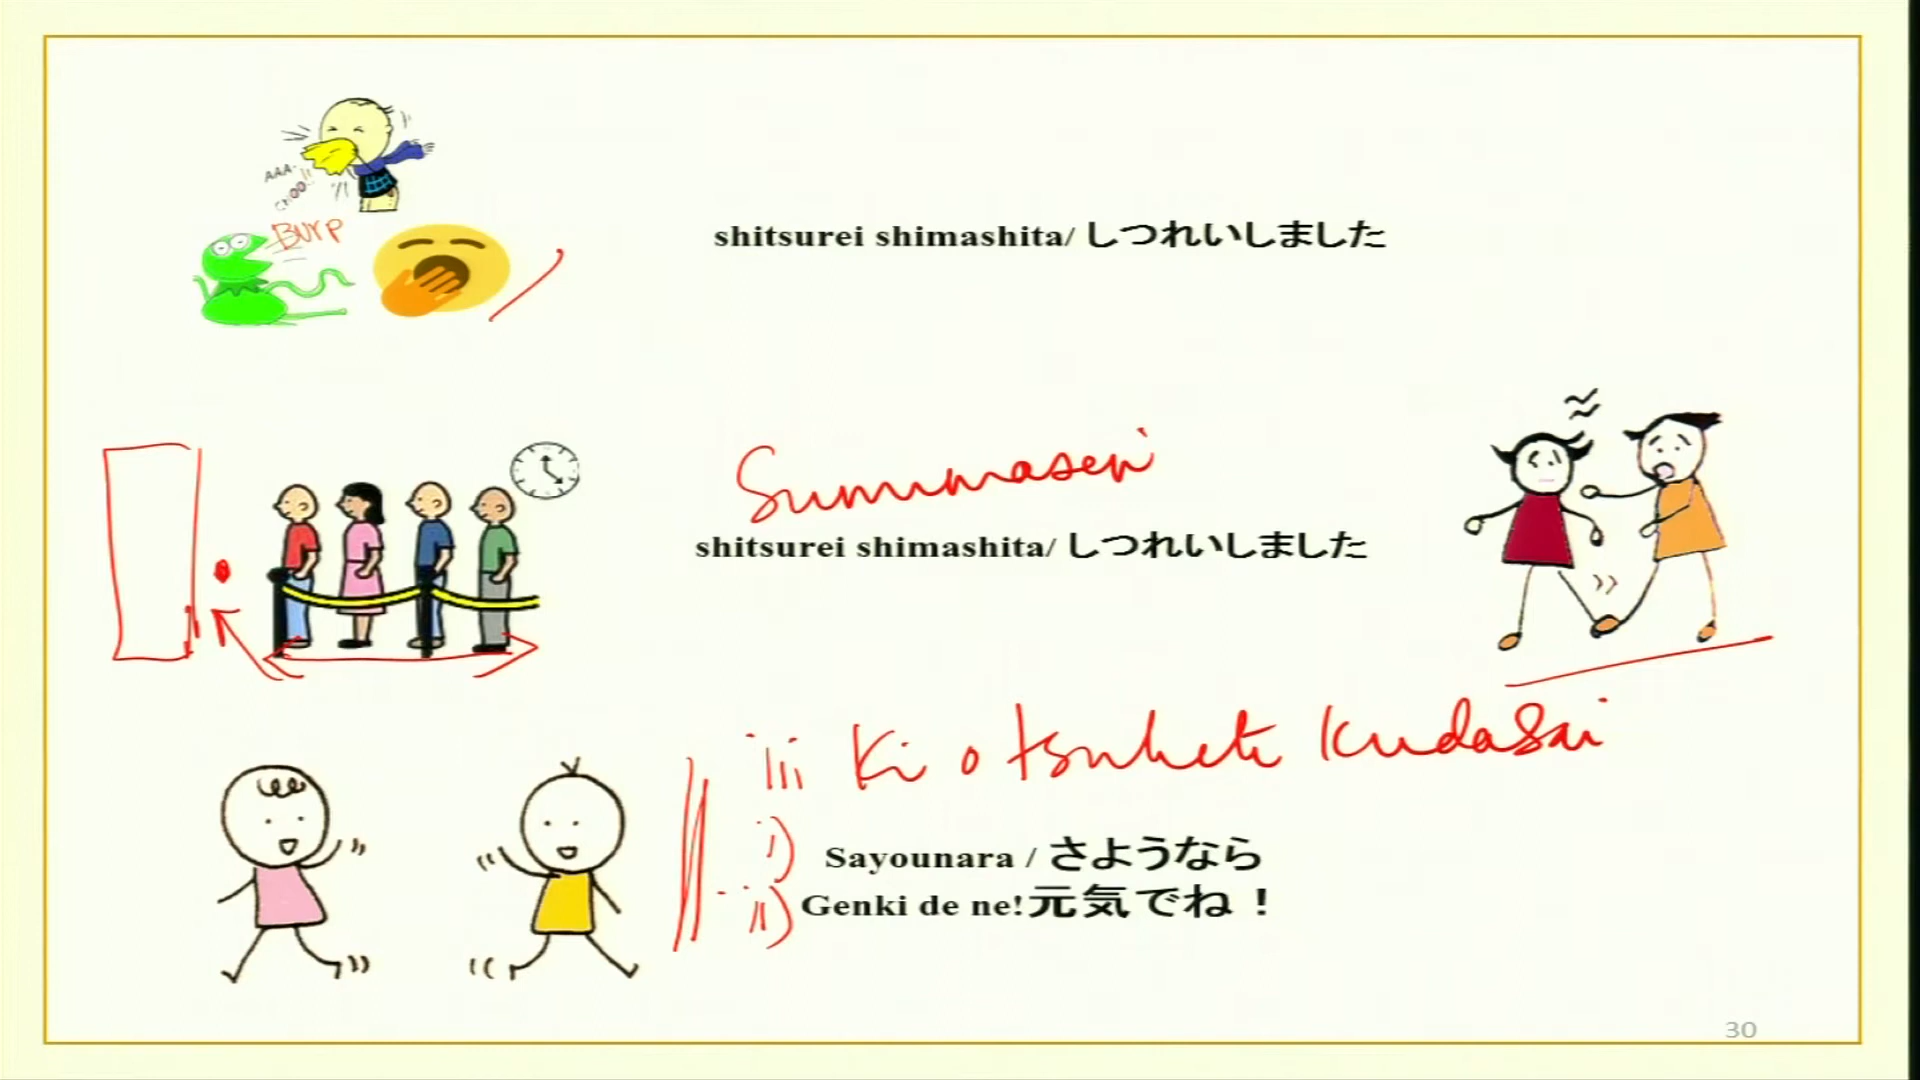 AAA-
CHOO!!
Burp
shitsurei shimashita/ しつれいしました
Sumimasen
shitsurei shimashita/ しつれいしました
iii Ki o tsukete kudasai
i) Sayounara / さようなら
ii) Genki de ne!元気でね！
30